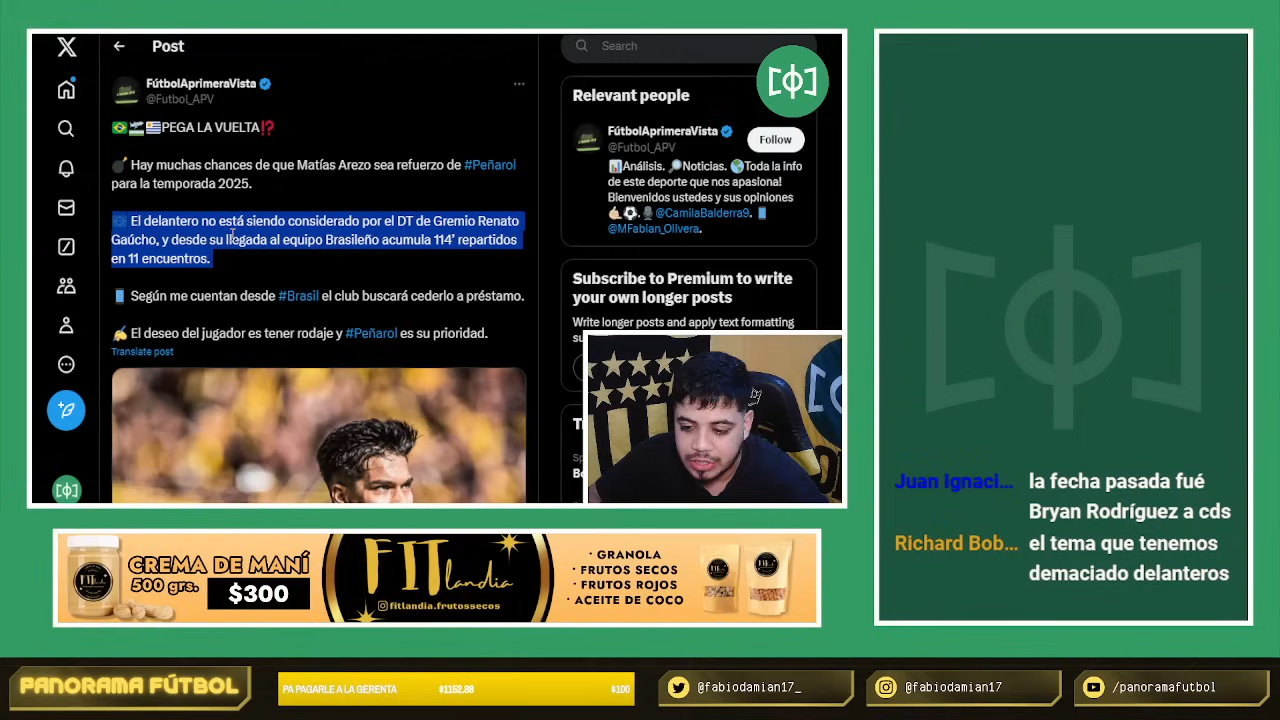 Post
Search
FútbolAprimeraVista
@Futbol_APV
PEGA LA VUELTA⁉️
Hay muchas chances de que Matías Arezo sea refuerzo de #Peñarol
para la temporada 2025.
El delantero no está siendo considerado por el DT de Gremio Renato
Gaúcho, y desde su llegada al equipo Brasileño acumula 114' repartidos
en 11 encuentros.
Según me cuentan desde #Brasil el club buscará cederlo a préstamo.
El deseo del jugador es tener rodaje y #Peñarol es su prioridad.
Translate post
Relevant people
FútbolAprimeraVista
@Futbol_APV
Follow
Análisis. Noticias. Toda la info
de este deporte que nos apasiona!
Bienvenidos ustedes y sus opiniones
@CamilaBalderra9.
@MFabian_Olivera.
Subscribe to Premium to write
your own longer posts
Write longer posts and apply text formatting
Juan Ignaci... la fecha pasada fué
Bryan Rodríguez a cds
Richard Bob... el tema que tenemos
demaciado delanteros
CREMA DE MANÍ
500 grs. $300
FITlandia
fitlandia.frutossecos
· GRANOLA
· FRUTOS SECOS
· FRUTOS ROJOS
· ACEITE DE COCO
PANORAMA FÚTBOL
PA PAGARLE A LA GERENTA $1152.88 $100
@fabiodamian17_
@fabiodamian17
/panoramafutbol